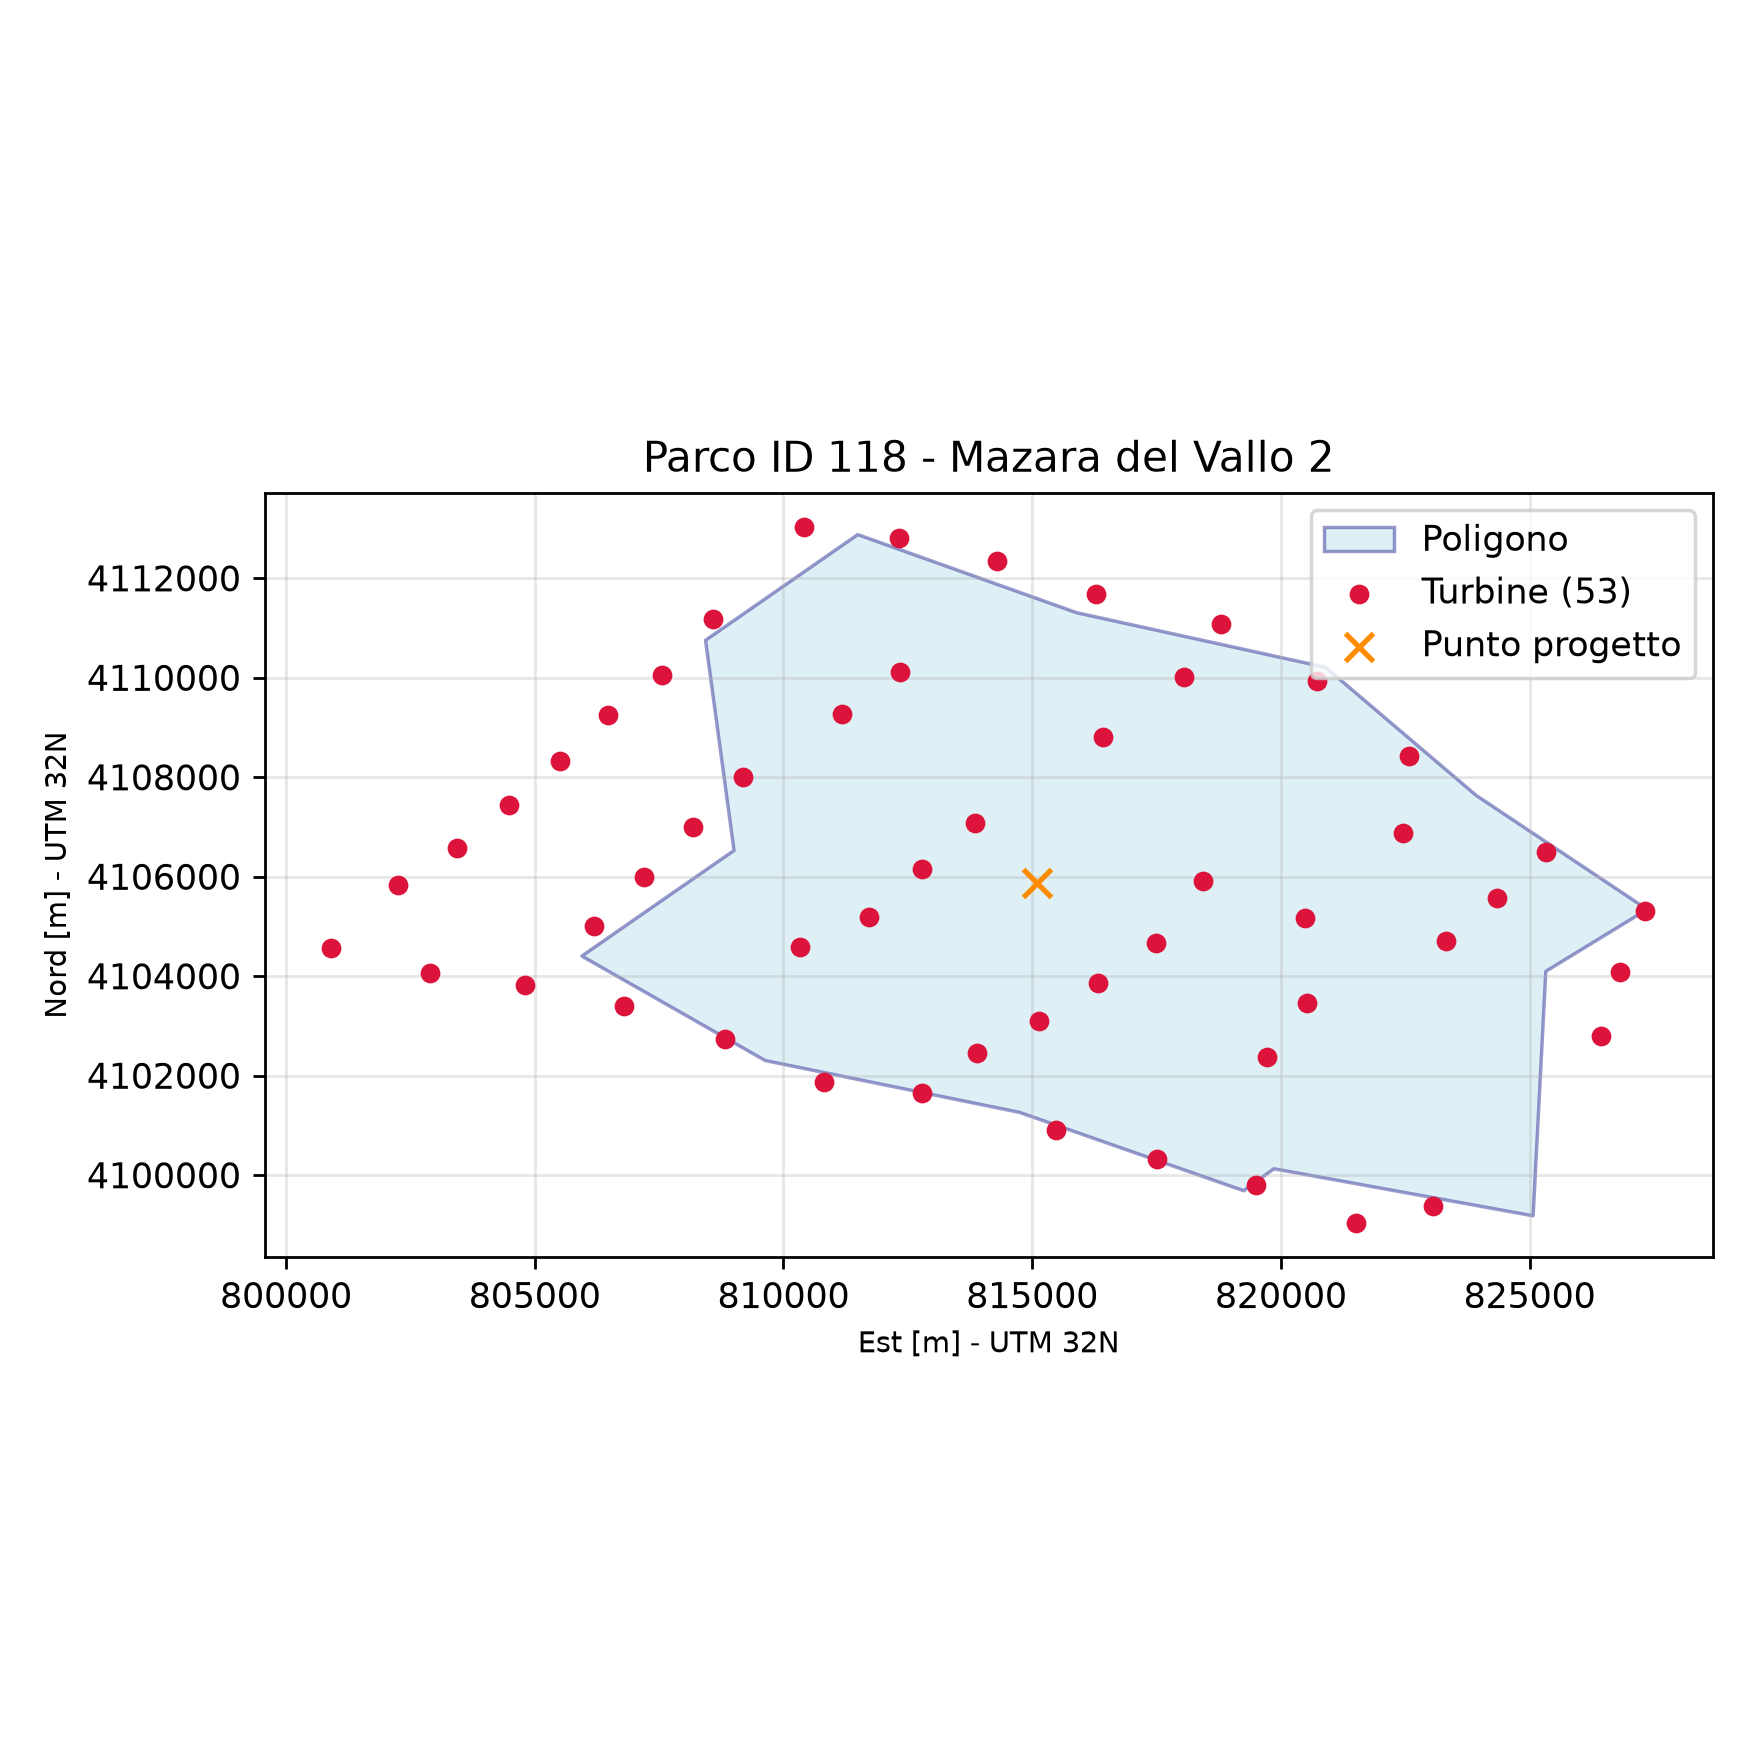 Parco ID 118 - Mazara del Vallo 2
Poligono
Turbine (53)
Punto progetto
Nord [m] - UTM 32N
4112000
4110000
4108000
4106000
4104000
4102000
4100000
800000 805000 810000 815000 820000 825000
Est [m] - UTM 32N